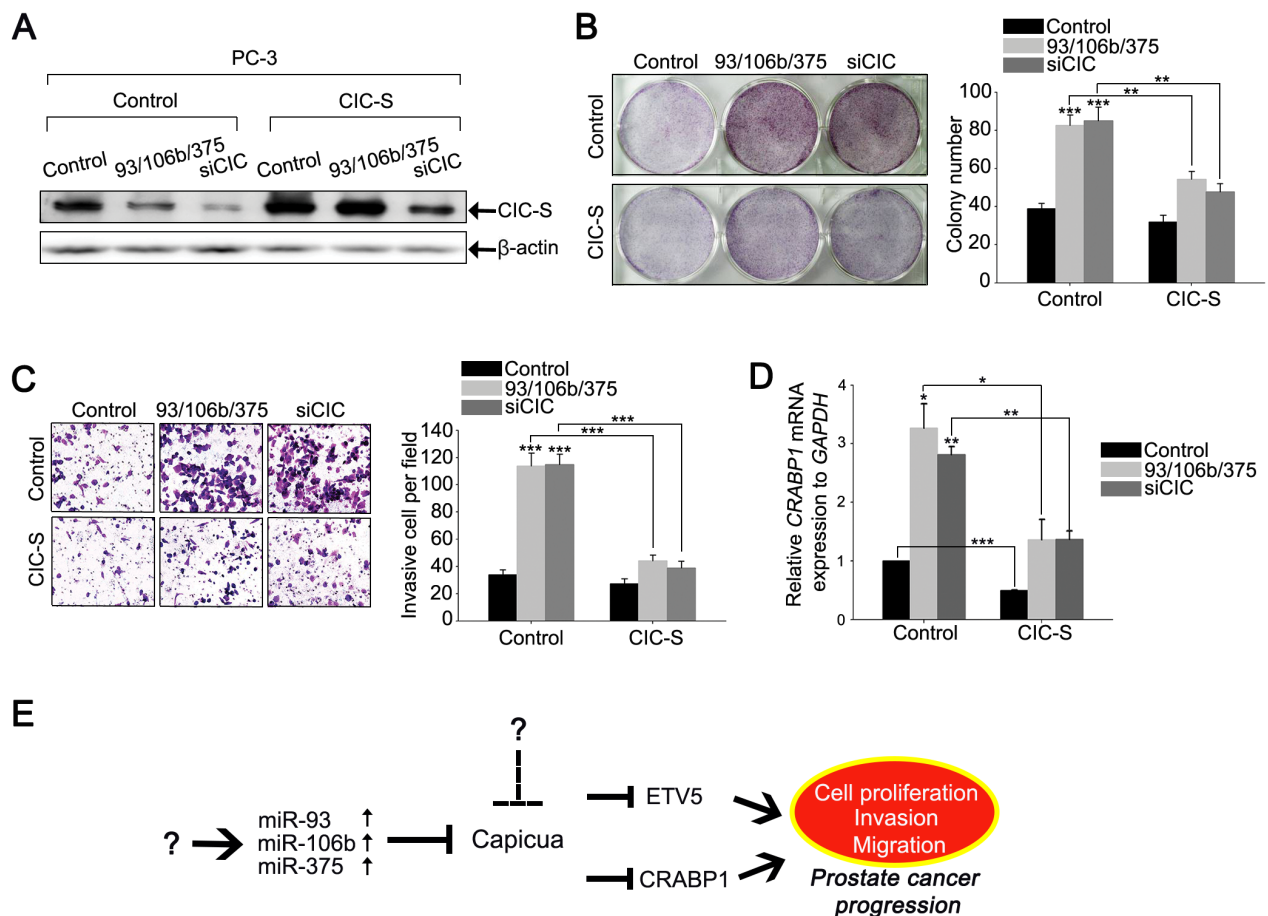 A
PC-3
Control
CIC-S
Control
93/106b/375
siCIC
Control
93/106b/375
siCIC
CIC-S
β-actin
B
Control
93/106b/375
siCIC
Control
CIC-S
Control
93/106b/375
siCIC
Colony number
100
80
60
40
20
0
**
**
***
***
Control
CIC-S
C
Control
93/106b/375
siCIC
Control
CIC-S
Control
93/106b/375
siCIC
Invasive cell per field
140
120
100
80
60
40
20
0
***
***
***
***
Control
CIC-S
D
Relative CRABP1 mRNA
expression to GAPDH
4
3
2
1
0
*
*
**
**
***
Control
CIC-S
Control
93/106b/375
siCIC
E
?
?
miR-93
miR-106b
miR-375
Capicua
ETV5
CRABP1
Cell proliferation
Invasion
Migration
Prostate cancer
progression